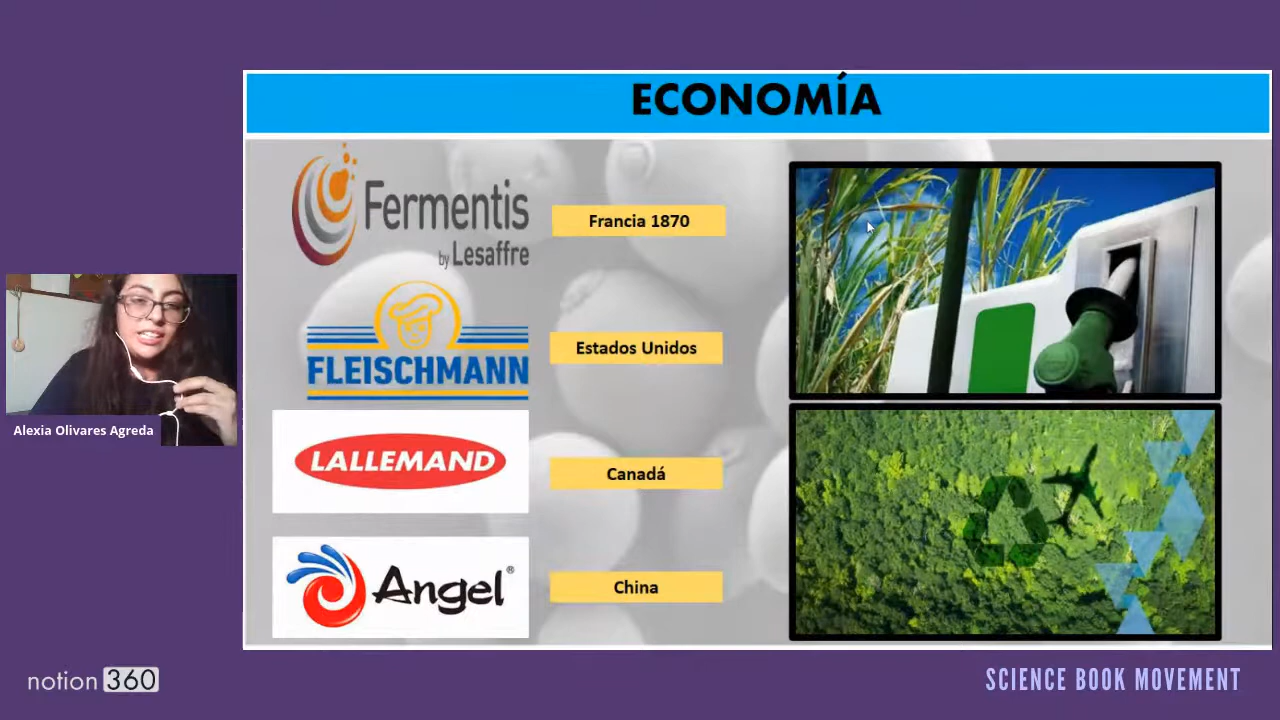 ECONOMÍA
Fermentis
by Lesaffre
Francia 1870
FLEISCHMANN
Estados Unidos
LALLEMAND
Canadá
Angel®
China
Alexia Olivares Agreda
notion 360
SCIENCE BOOK MOVEMENT